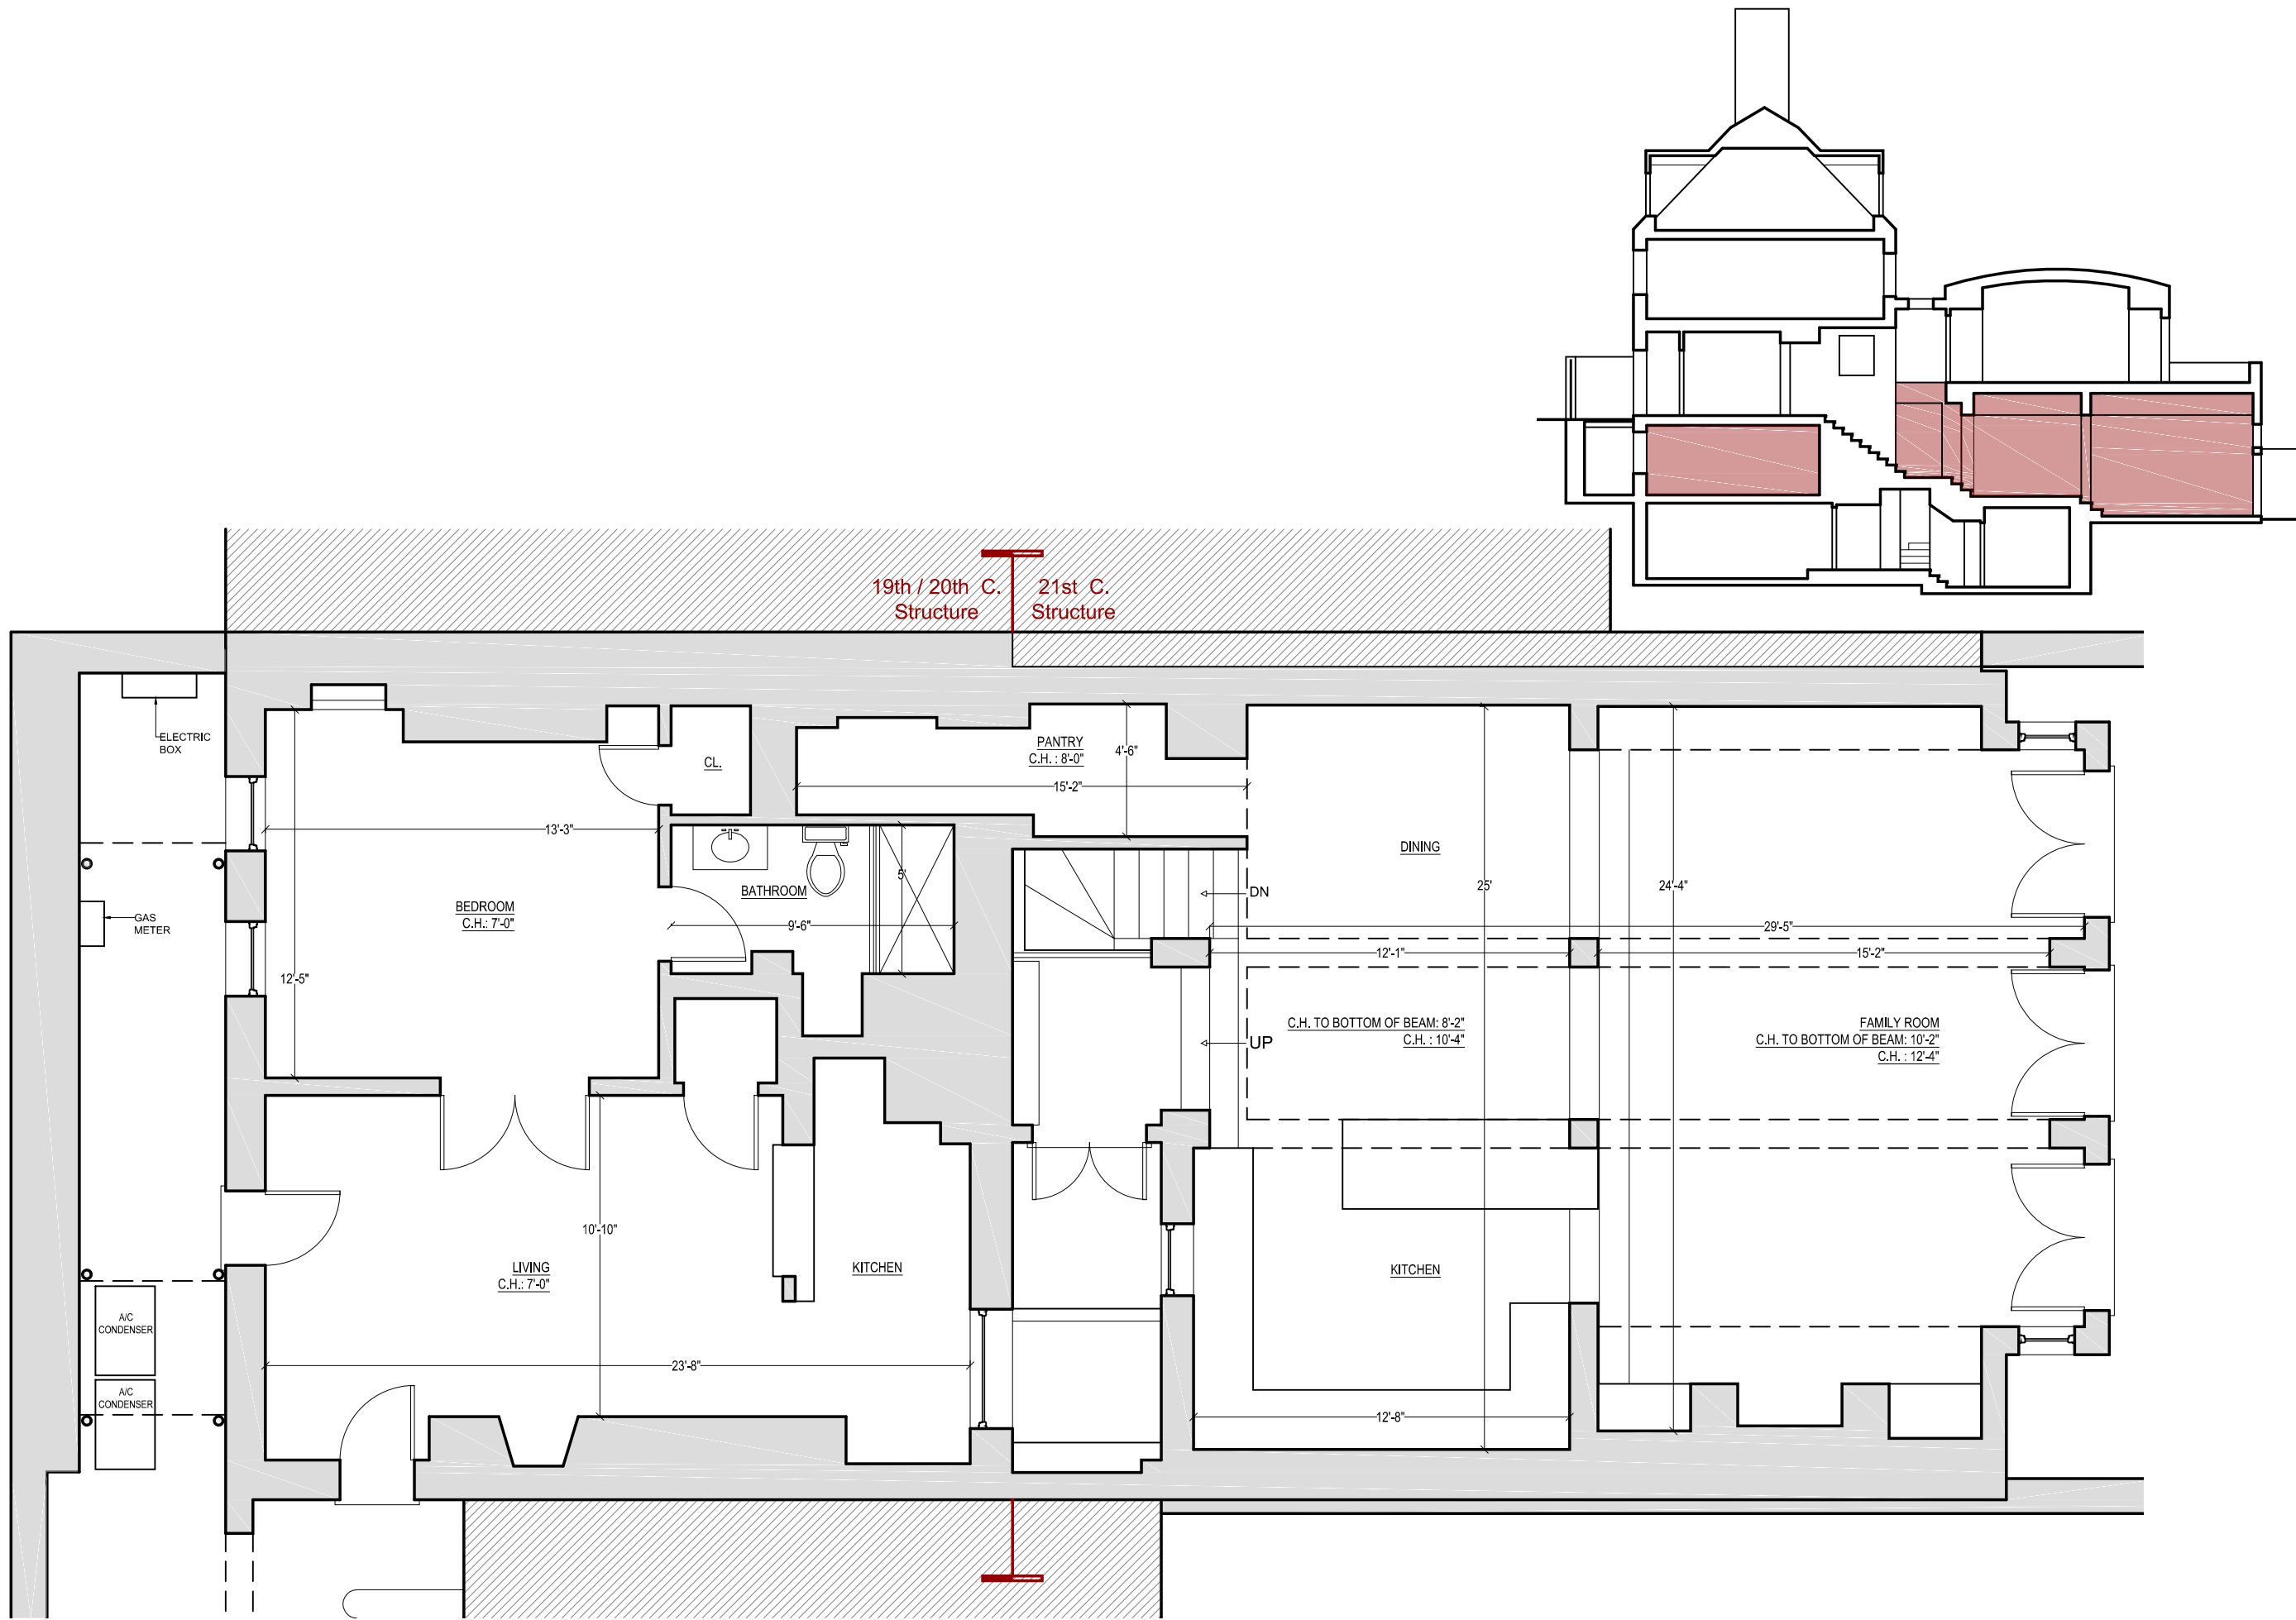 19th / 20th C.
Structure
21st C.
Structure
ELECTRIC
BOX
CL.
PANTRY
C.H. : 8'-0"
4'-6"
15'-2"
13'-3"
DINING
5'
BATHROOM
DN
25'
24'-4"
BEDROOM
C.H.: 7'-0"
GAS
METER
9'-6"
29'-5"
12'-1"
15'-2"
12'-5"
C.H. TO BOTTOM OF BEAM: 8'-2"
C.H. : 10'-4"
UP
FAMILY ROOM
C.H. TO BOTTOM OF BEAM: 10'-2"
C.H. : 12'-4"
10'-10"
LIVING
C.H.: 7'-0"
KITCHEN
KITCHEN
A/C
CONDENSER
23'-8"
A/C
CONDENSER
12'-8"